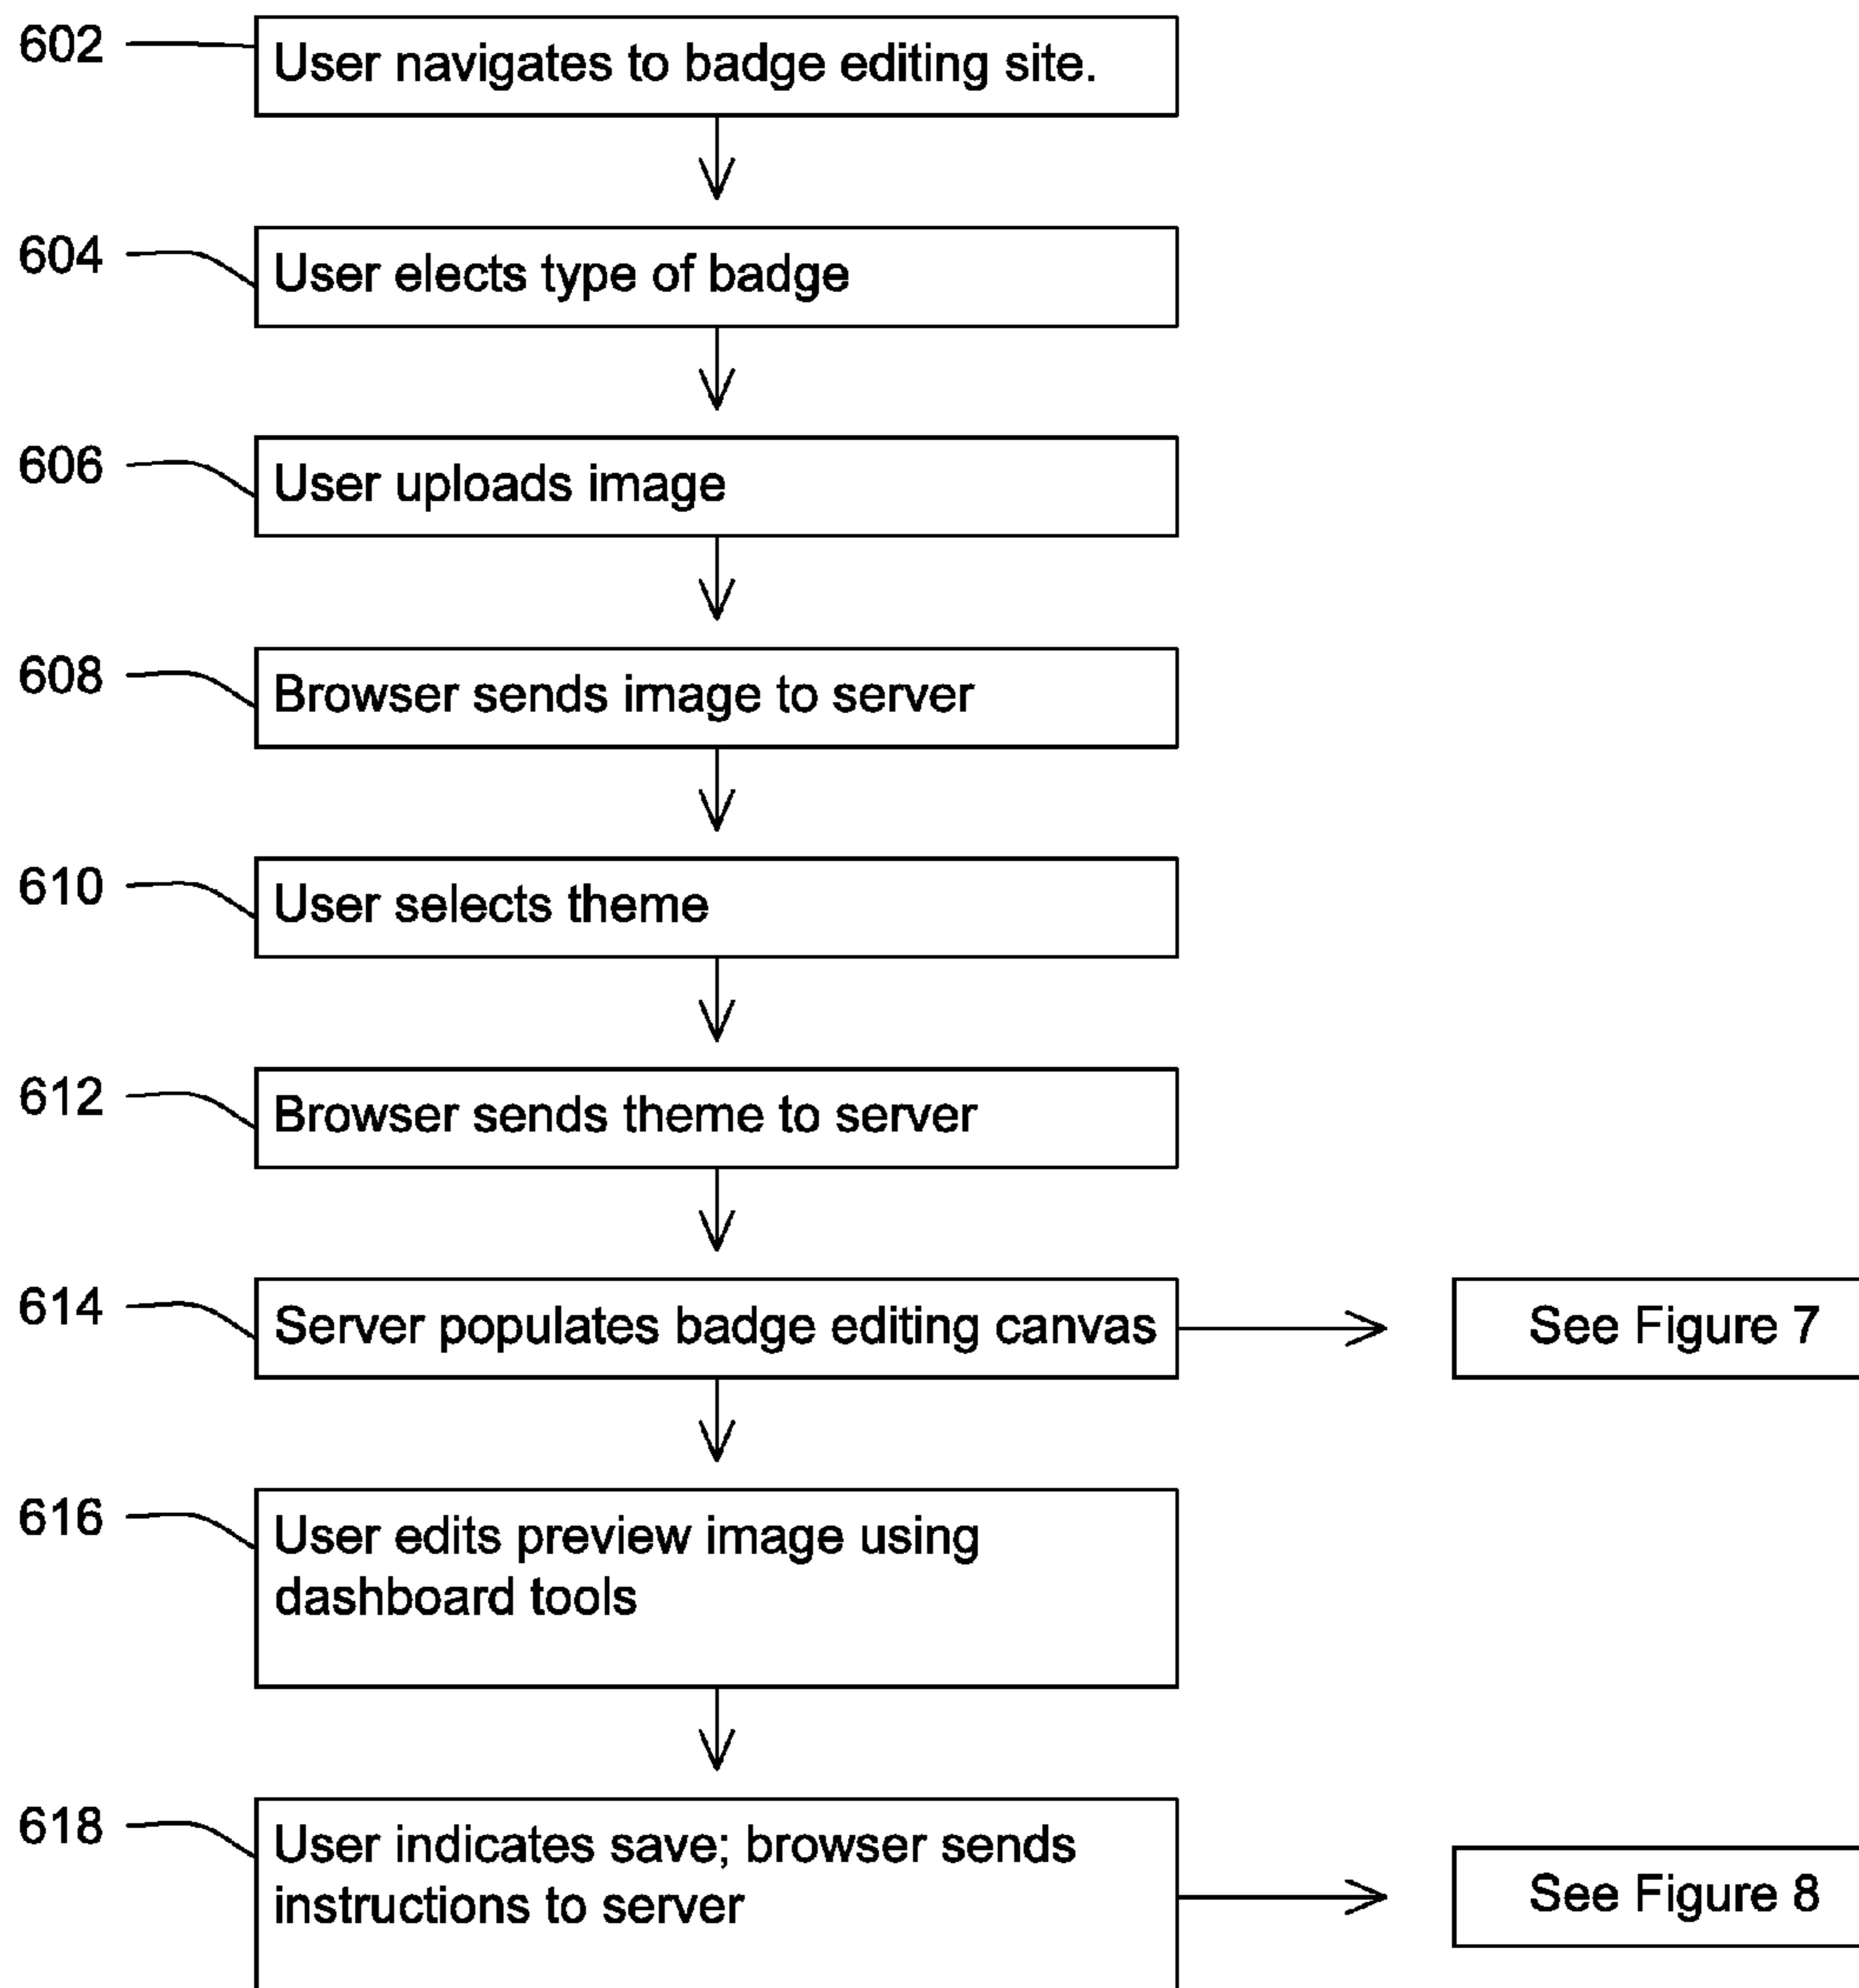 602
User navigates to badge editing site.
604
User elects type of badge
606
User uploads image
608
Browser sends image to server
610
User selects theme
612
Browser sends theme to server
614
Server populates badge editing canvas
See Figure 7
616
User edits preview image using
dashboard tools
618
User indicates save; browser sends
instructions to server
See Figure 8